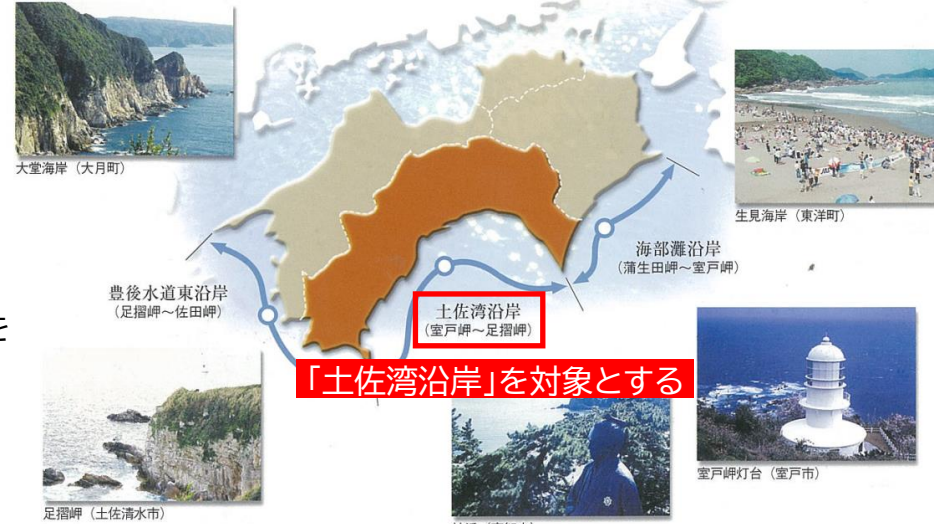 大堂海岸（大月町）
生見海岸（東洋町）
海部灘沿岸
（蒲生田岬～室戸岬）
豊後水道東沿岸
（足摺岬～佐田岬）
土佐湾沿岸
（室戸岬～足摺岬）
を
「土佐湾沿岸」を対象とする
室戸岬灯台（室戸市）
足摺岬（土佐清水市）